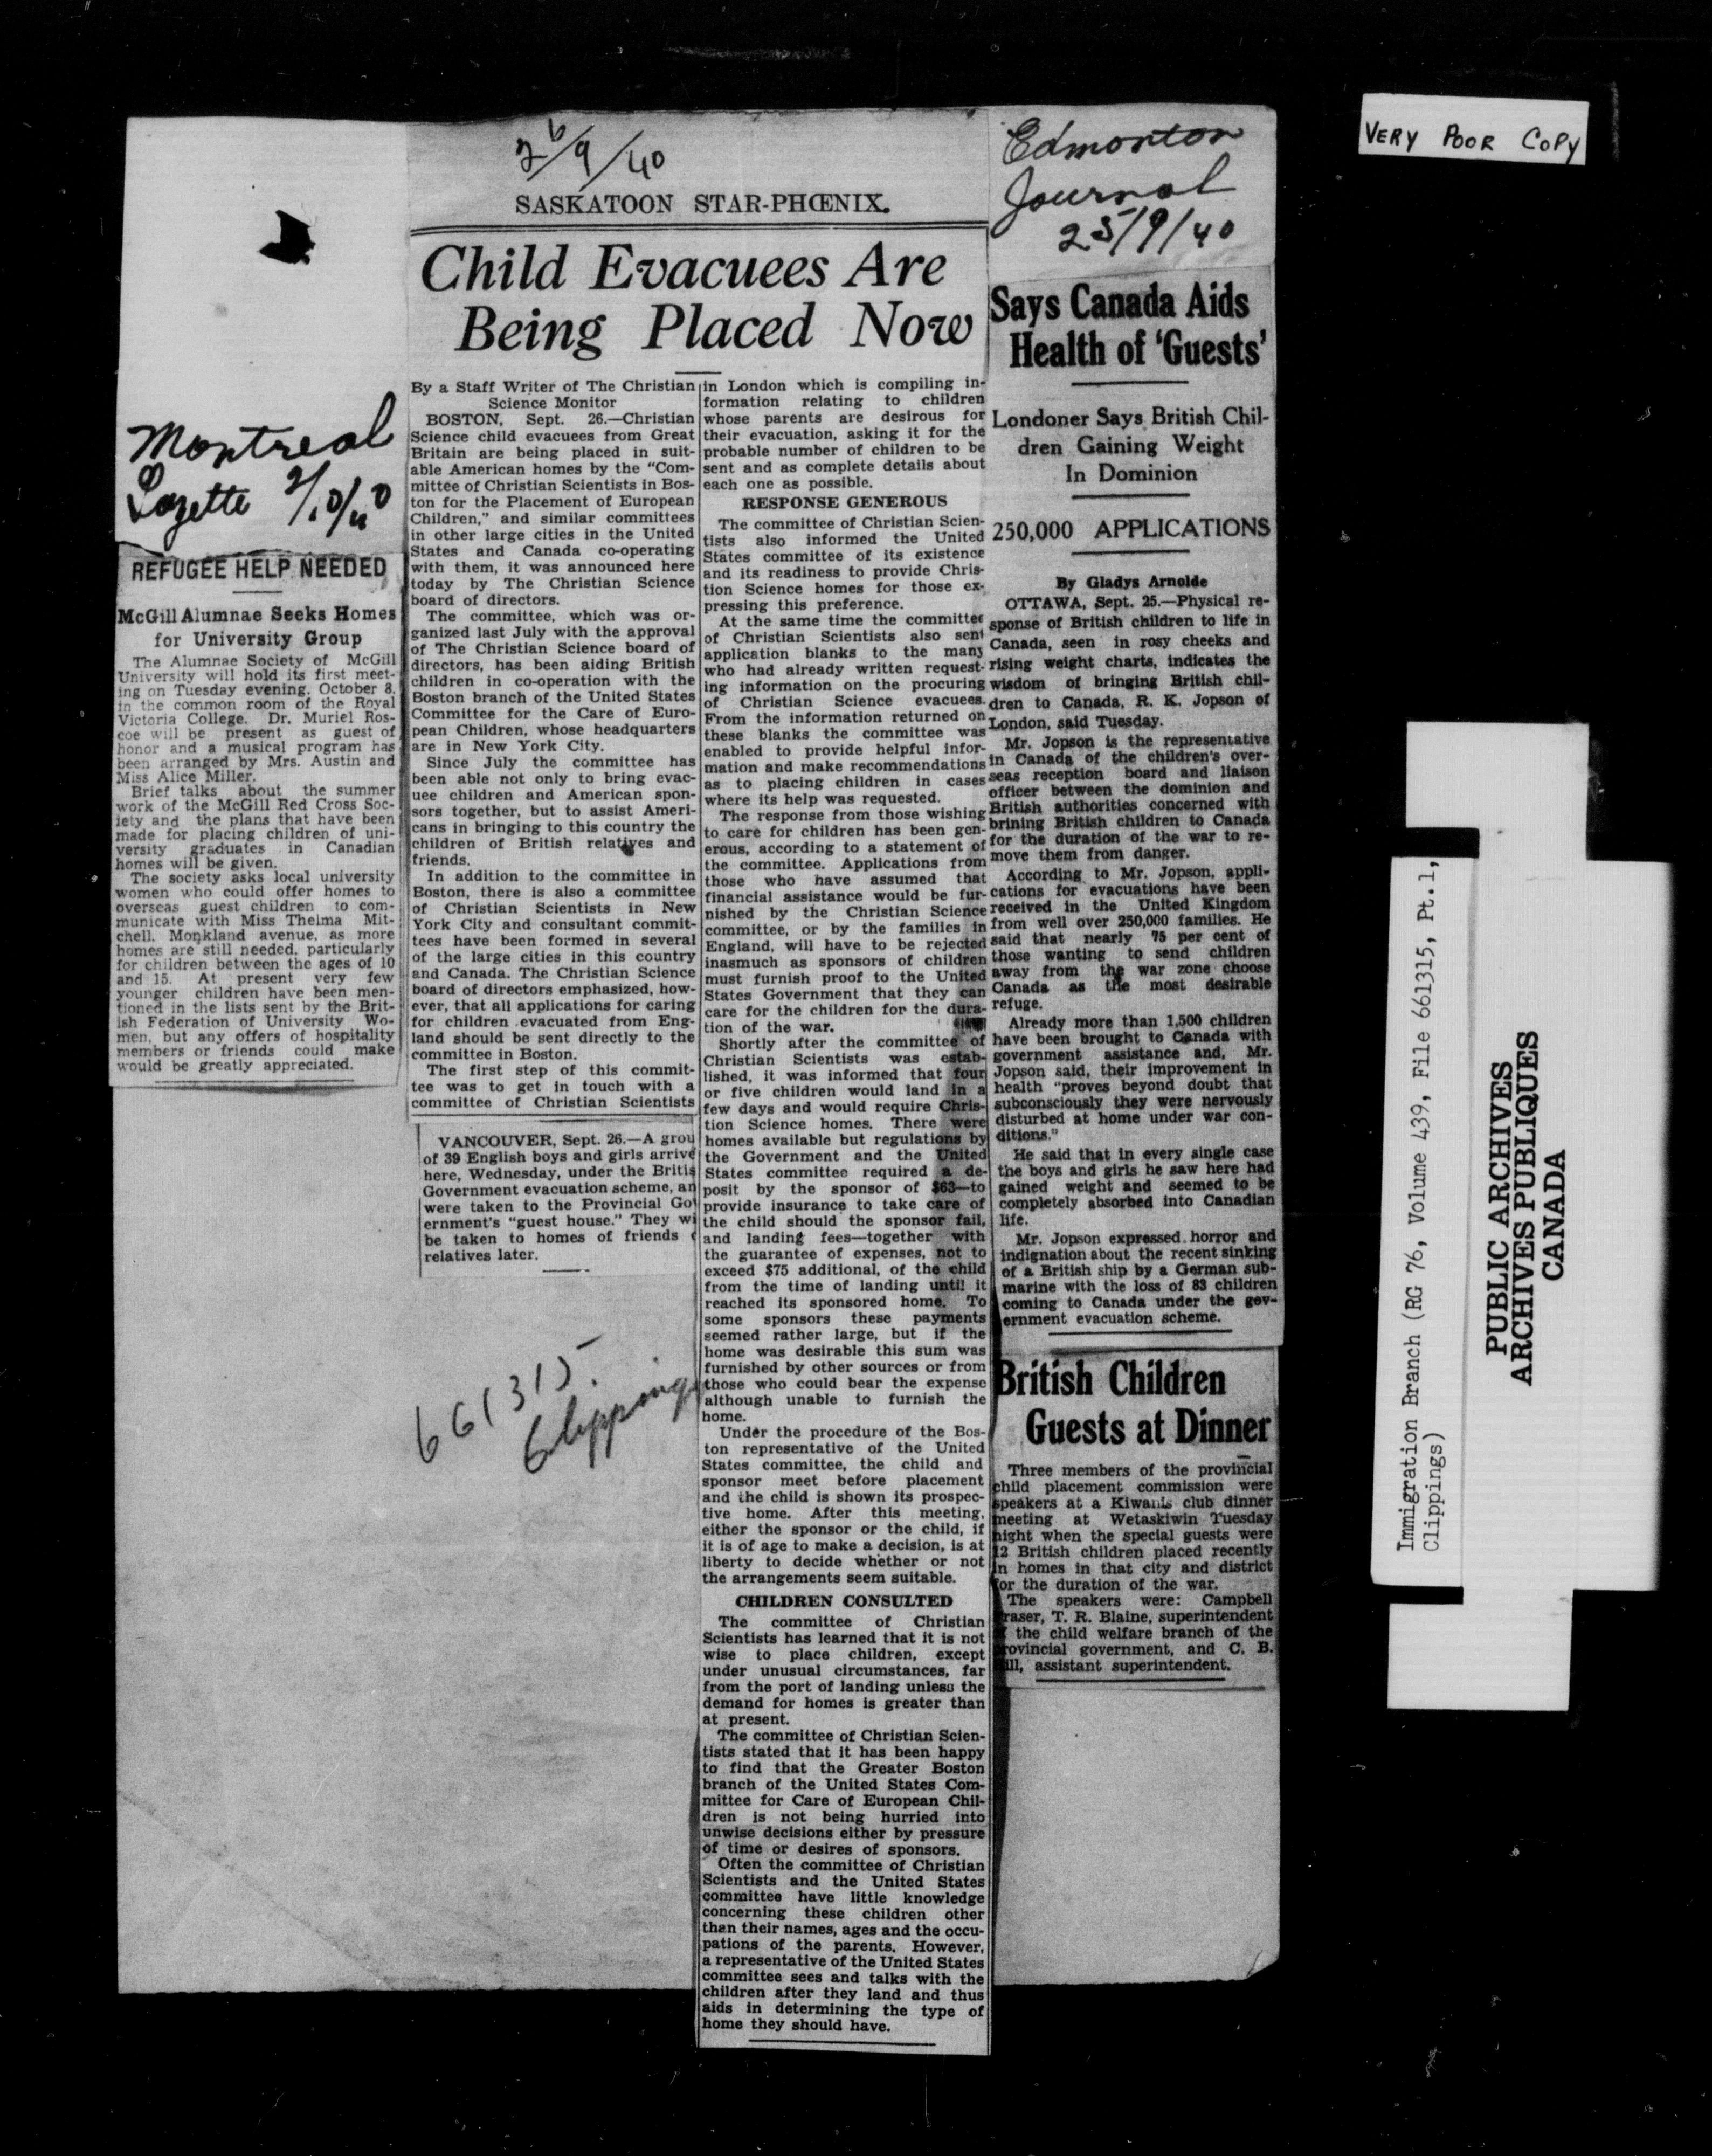 VERY POOR COPY
Montreal
Gazette 2/10/40
REFUGEE HELP NEEDED
McGill Alumnae Seeks Homes
for University Group
The Alumnae Society of McGill
University will hold its first meet-
ing on Tuesday evening, October 8,
in the common room of the Royal
Victoria College. Dr. Muriel Ros-
coe will be present as guest of
honor and a musical program has
been arranged by Mrs. Austin and
Miss Alice Miller.
Brief talks about the summer
work of the McGill Red Cross Soc-
iety and the plans that have been
made for placing children of uni-
versity graduates in Canadian
homes will be given.
The society asks local university
women who could offer homes to
overseas guest children to com-
municate with Miss Thelma Mit-
chell, Monkland avenue, as more
homes are still needed, particularly
for children between the ages of 10
and 15. At present very few
younger children have been men-
tioned in the lists sent by the Brit-
ish Federation of University Wo-
men, but any offers of hospitality
members or friends could make
would be greatly appreciated.
26/9/40
SASKATOON STAR-PHŒNIX.
Child Evacuees Are
Being Placed Now
By a Staff Writer of The Christian
Science Monitor
BOSTON, Sept. 26.—Christian
Science child evacuees from Great
Britain are being placed in suit-
able American homes by the "Com-
mittee of Christian Scientists in Bos-
ton for the Placement of European
Children," and similar committees
in other large cities in the United
States and Canada co-operating
with them, it was announced here
today by The Christian Science
board of directors.
The committee, which was or-
ganized last July with the approval
of The Christian Science board of
directors, has been aiding British
children in co-operation with the
Boston branch of the United States
Committee for the Care of Euro-
pean Children, whose headquarters
are in New York City.
Since July the committee has
been able not only to bring evac-
uee children and American spon-
sors together, but to assist Ameri-
cans in bringing to this country the
children of British relatives and
friends.
In addition to the committee in
Boston, there is also a committee
of Christian Scientists in New
York City and consultant commit-
tees have been formed in several
of the large cities in this country
and Canada. The Christian Science
board of directors emphasized, how-
ever, that all applications for caring
for children evacuated from Eng-
land should be sent directly to the
committee in Boston.
The first step of this commit-
tee was to get in touch with a
committee of Christian Scientists
in London which is compiling in-
formation relating to children
whose parents are desirous for
their evacuation, asking it for the
probable number of children to be
sent and as complete details about
each one as possible.
RESPONSE GENEROUS
The committee of Christian Scien-
tists also informed the United
States committee of its existence
and its readiness to provide Chris-
tion Science homes for those ex-
pressing this preference.
At the same time the committee
of Christian Scientists also sent
application blanks to the many
who had already written request-
ing information on the procuring
of Christian Science evacuees.
From the information returned on
these blanks the committee was
enabled to provide helpful infor-
mation and make recommendations
as to placing children in cases
where its help was requested.
The response from those wishing
to care for children has been gen-
erous, according to a statement of
the committee. Applications from
those who have assumed that
financial assistance would be fur-
nished by the Christian Science
committee, or by the families in
England, will have to be rejected
inasmuch as sponsors of children
must furnish proof to the United
States Government that they can
care for the children for the dura-
tion of the war.
Shortly after the committee of
Christian Scientists was estab-
lished, it was informed that four
or five children would land in a
few days and would require Chris-
tion Science homes. There were
homes available but regulations by
the Government and the United
States committee required a de-
posit by the sponsor of $63—to
provide insurance to take care of
the child should the sponsor fail,
and landing fees—together with
the guarantee of expenses, not to
exceed $75 additional, of the child
from the time of landing until it
reached its sponsored home. To
some sponsors these payments
seemed rather large, but if the
home was desirable this sum was
furnished by other sources or from
those who could bear the expense
although unable to furnish the
home.
Under the procedure of the Bos-
ton representative of the United
States committee, the child and
sponsor meet before placement
and the child is shown its prospec-
tive home. After this meeting,
either the sponsor or the child, if
it is of age to make a decision, is at
liberty to decide whether or not
the arrangements seem suitable.
CHILDREN CONSULTED
The committee of Christian
Scientists has learned that it is not
wise to place children, except
under unusual circumstances, far
from the port of landing unless the
demand for homes is greater than
at present.
The committee of Christian Scien-
tists stated that it has been happy
to find that the Greater Boston
branch of the United States Com-
mittee for Care of European Chil-
dren is not being hurried into
unwise decisions either by pressure
of time or desires of sponsors.
Often the committee of Christian
Scientists and the United States
committee have little knowledge
concerning these children other
than their names, ages and the occu-
pations of the parents. However,
a representative of the United States
committee sees and talks with the
children after they land and thus
aids in determining the type of
home they should have.
VANCOUVER, Sept. 26.—A grou
of 39 English boys and girls arrive
here, Wednesday, under the Britis
Government evacuation scheme, an
were taken to the Provincial Gov
ernment's "guest house." They wi
be taken to homes of friends
relatives later.
661315.
Clippings
Edmonton
Journal
25/9/40
Says Canada Aids
Health of 'Guests'
Londoner Says British Chil-
dren Gaining Weight
In Dominion
250,000 APPLICATIONS
By Gladys Arnolde
OTTAWA, Sept. 25.—Physical re-
sponse of British children to life in
Canada, seen in rosy cheeks and
rising weight charts, indicates the
wisdom of bringing British chil-
dren to Canada, R. K. Jopson of
London, said Tuesday.
Mr. Jopson is the representative
in Canada of the children's over-
seas reception board and liaison
officer between the dominion and
British authorities concerned with
brining British children to Canada
for the duration of the war to re-
move them from danger.
According to Mr. Jopson, appli-
cations for evacuations have been
received in the United Kingdom
from well over 250,000 families. He
said that nearly 75 per cent of
those wanting to send children
away from the war zone choose
Canada as the most desirable
refuge.
Already more than 1,500 children
have been brought to Canada with
government assistance and, Mr.
Jopson said, their improvement in
health "proves beyond doubt that
subconsciously they were nervously
disturbed at home under war con-
ditions."
He said that in every single case
the boys and girls he saw here had
gained weight and seemed to be
completely absorbed into Canadian
life.
Mr. Jopson expressed horror and
indignation about the recent sinking
of a British ship by a German sub-
marine with the loss of 83 children
coming to Canada under the gov-
ernment evacuation scheme.
British Children
Guests at Dinner
Three members of the provincial
child placement commission were
speakers at a Kiwanis club dinner
meeting at Wetaskiwin Tuesday
night when the special guests were
12 British children placed recently
in homes in that city and district
for the duration of the war.
The speakers were: Campbell
raser, T. R. Blaine, superintendent
the child welfare branch of the
rovincial government, and C. B.
ill, assistant superintendent.
Immigration Branch (RG 76, Volume 439, File 661315, Pt.1,
Clippings)
PUBLIC ARCHIVES
ARCHIVES PUBLIQUES
CANADA